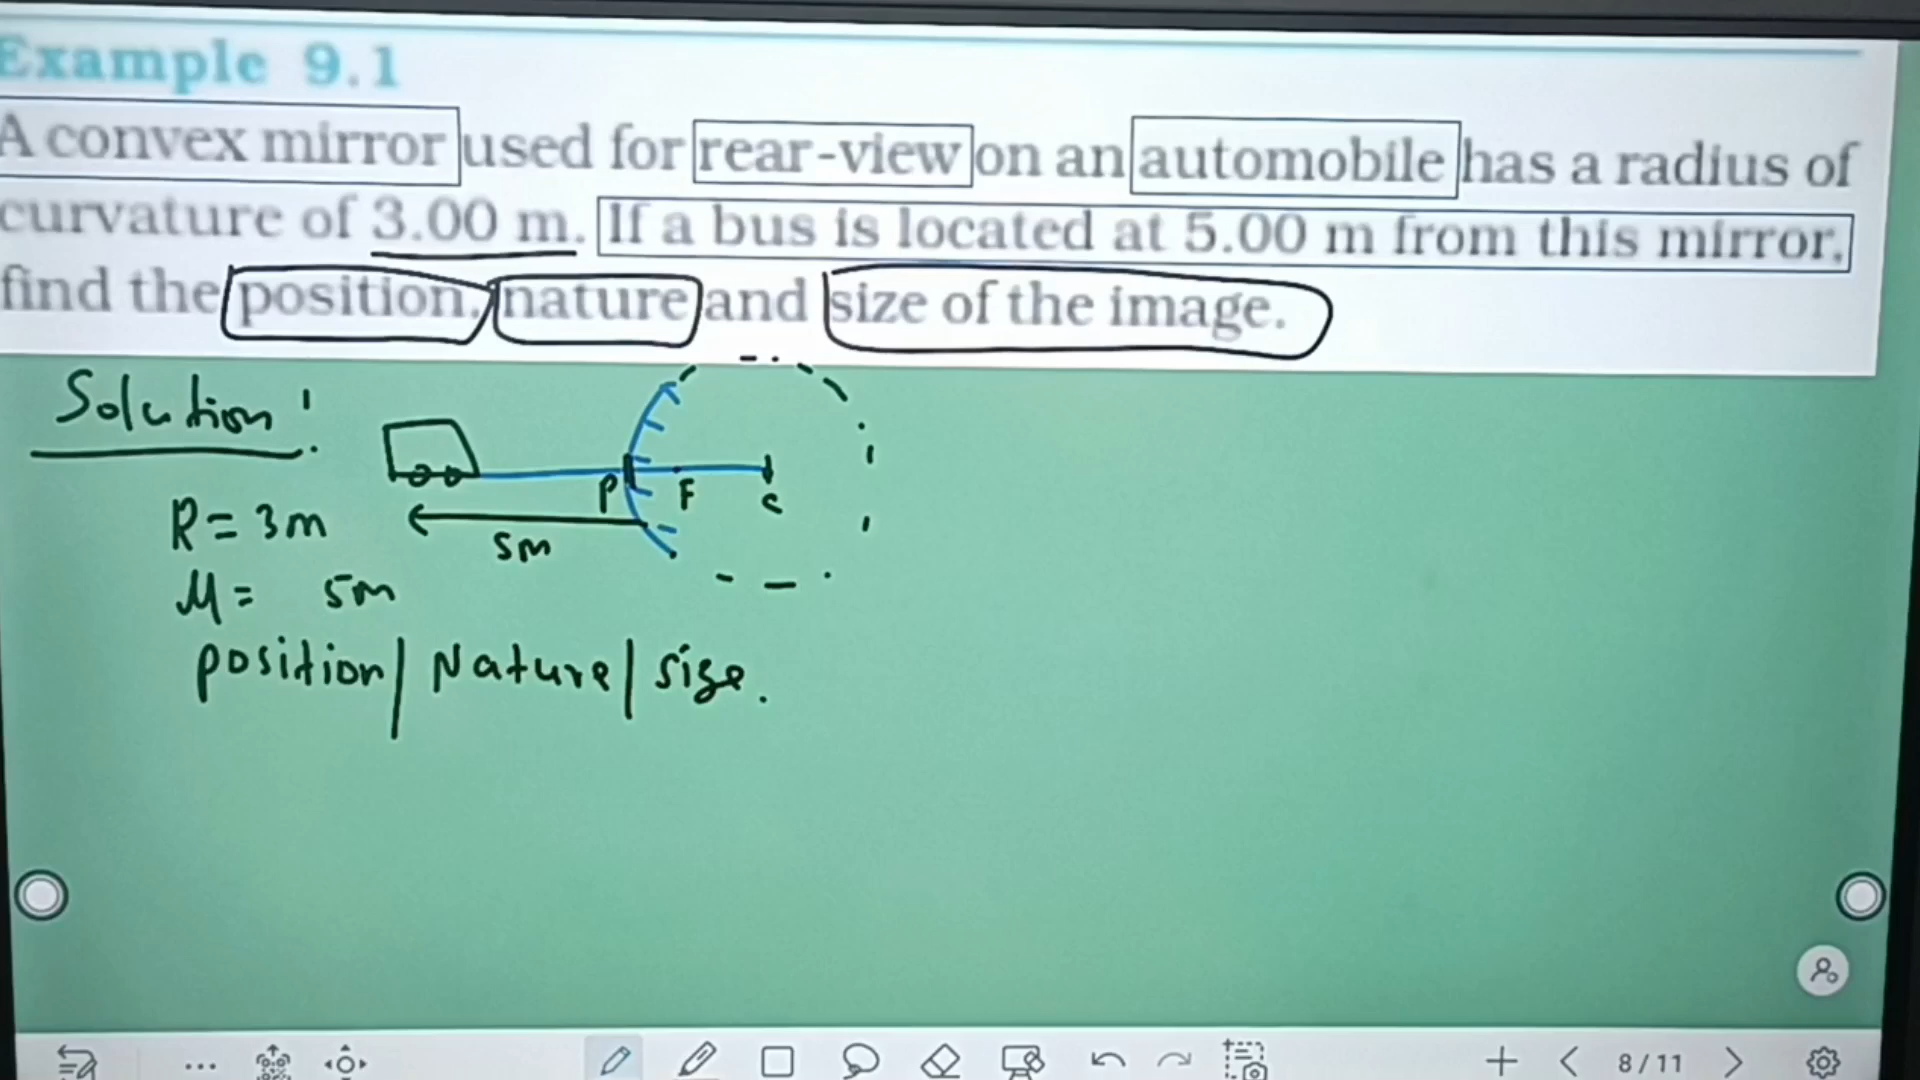 Example 9.1
A convex mirror used for rear-view on an automobile has a radius of
curvature of 3.00 m. If a bus is located at 5.00 m from this mirror,
find the position, nature and size of the image.
Solution:
P F C
5m
R = 3m
u = 5m
position/ Nature/ size.
8/11